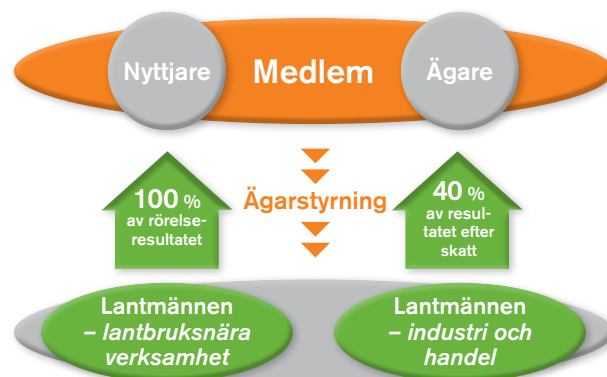 Nyttjare
Medlem
Ägare
100 %
av rörelse-
resultatet
Ägarstyrning
40 %
av resul-
tatet efter
skatt
Lantmännen
– lantbruksnära
verksamhet
Lantmännen
– industri och
handel